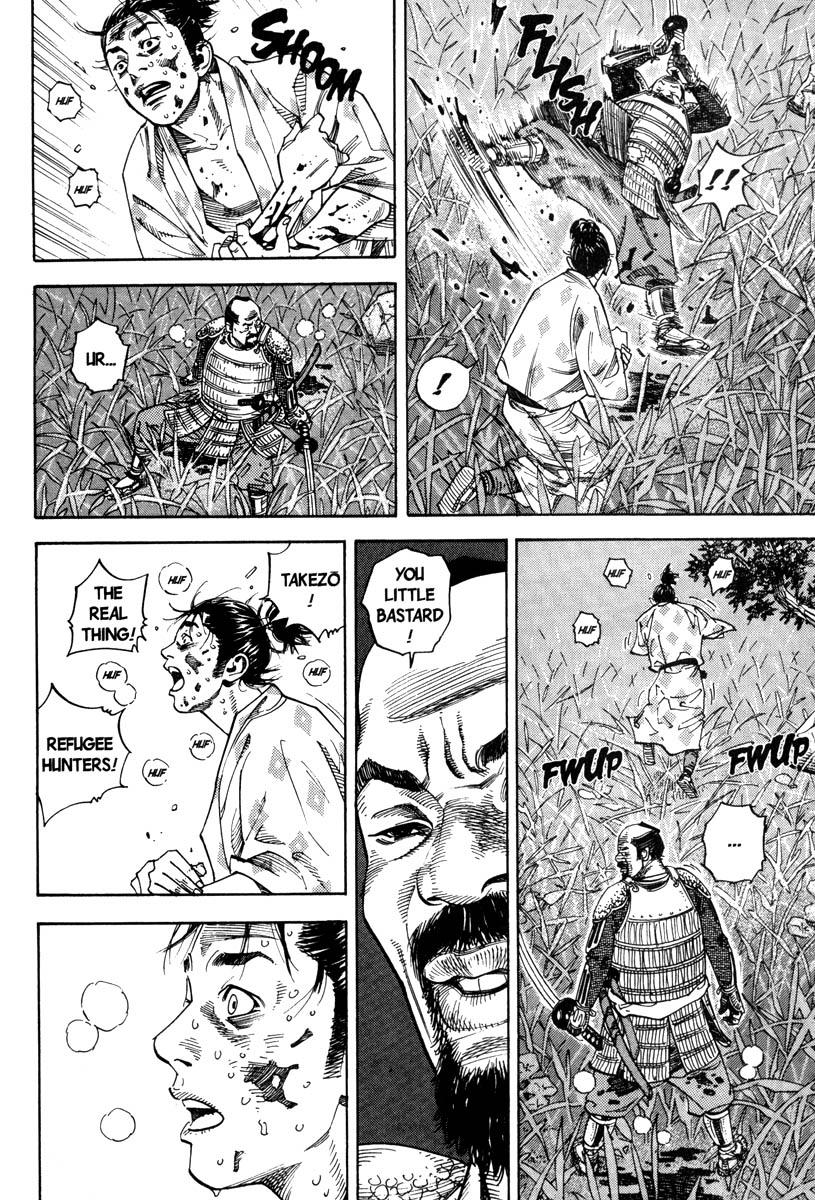 FLISH
!!
!
SHOOM
HUF
HUF
UR...
HUF
HUF
HUF
FWUP
FWUP
...
YOU
LITTLE
BASTARD
!
TAKEZŌ
!
HUF
THE
REAL
THING!
HUF
HUF
HUF
HUF
REFUGEE
HUNTERS!